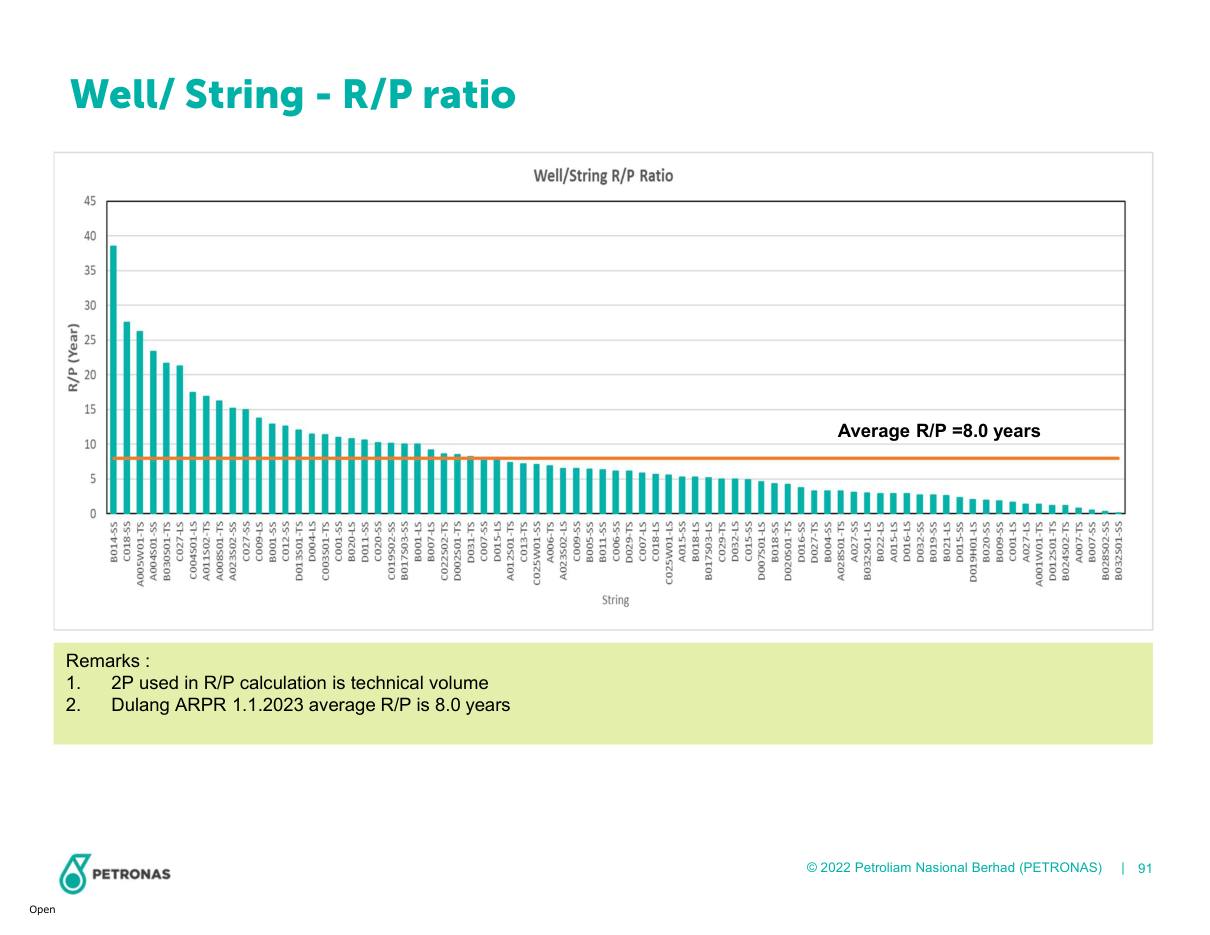 Well/ String - R/P ratio
Well/String R/P Ratio
45
40
35
30
25
20
15
10
5
0
R/P (Year)
Average R/P =8.0 years
B014-SS
C018-SS
A005W01-TS
A004S01-SS
B030S01-TS
C027-LS
C004S01-LS
A011S02-TS
A008S01-TS
A023S02-SS
C027-SS
C009-LS
B001-SS
C012-SS
D013S01-TS
D004-LS
C003S01-TS
C001-SS
B020-LS
D011-SS
C020-SS
C019S02-SS
B017S03-SS
B001-LS
B007-LS
C022S02-TS
D002S01-TS
D031-TS
C007-SS
D015-LS
A012S01-TS
C013-TS
C025W01-SS
A006-TS
A023S02-LS
C009-SS
B005-SS
B011-SS
C006-SS
D029-TS
C007-LS
C018-LS
C025W01-LS
A015-SS
B018-LS
B017S03-LS
C029-TS
D032-LS
C015-SS
D007S01-LS
B018-SS
D020S01-TS
D016-SS
D027-TS
B004-SS
A028S01-TS
A027-SS
B032S01-LS
B022-LS
A015-LS
D016-LS
D032-SS
B019-SS
B021-LS
D015-SS
D019H01-LS
B020-SS
B009-SS
C001-LS
A027-LS
A001W01-TS
D012S01-TS
B024S02-TS
A007-TS
B007-SS
B028S02-SS
B032S01-SS
String
Remarks :
1. 2P used in R/P calculation is technical volume
2. Dulang ARPR 1.1.2023 average R/P is 8.0 years
PETRONAS
© 2022 Petroliam Nasional Berhad (PETRONAS) | 91
Open